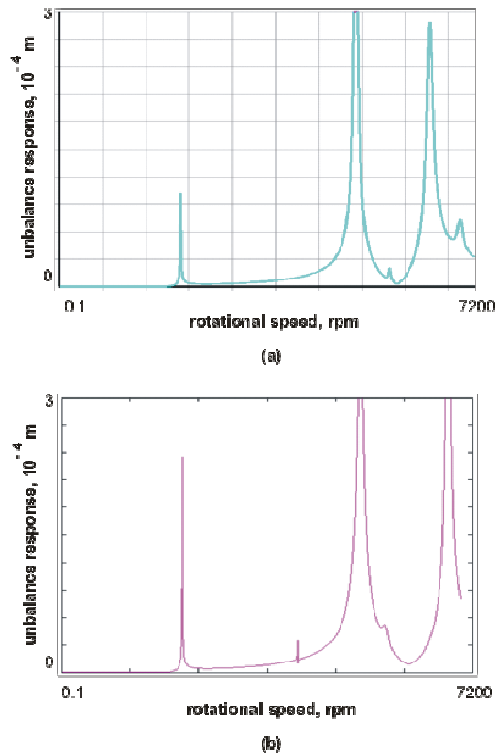 3
unbalance response, 10⁻⁴ m
0
0.1
7200
rotational speed, rpm
(a)
3
unbalance response, 10⁻⁴ m
0
0.1
7200
rotational speed, rpm
(b)